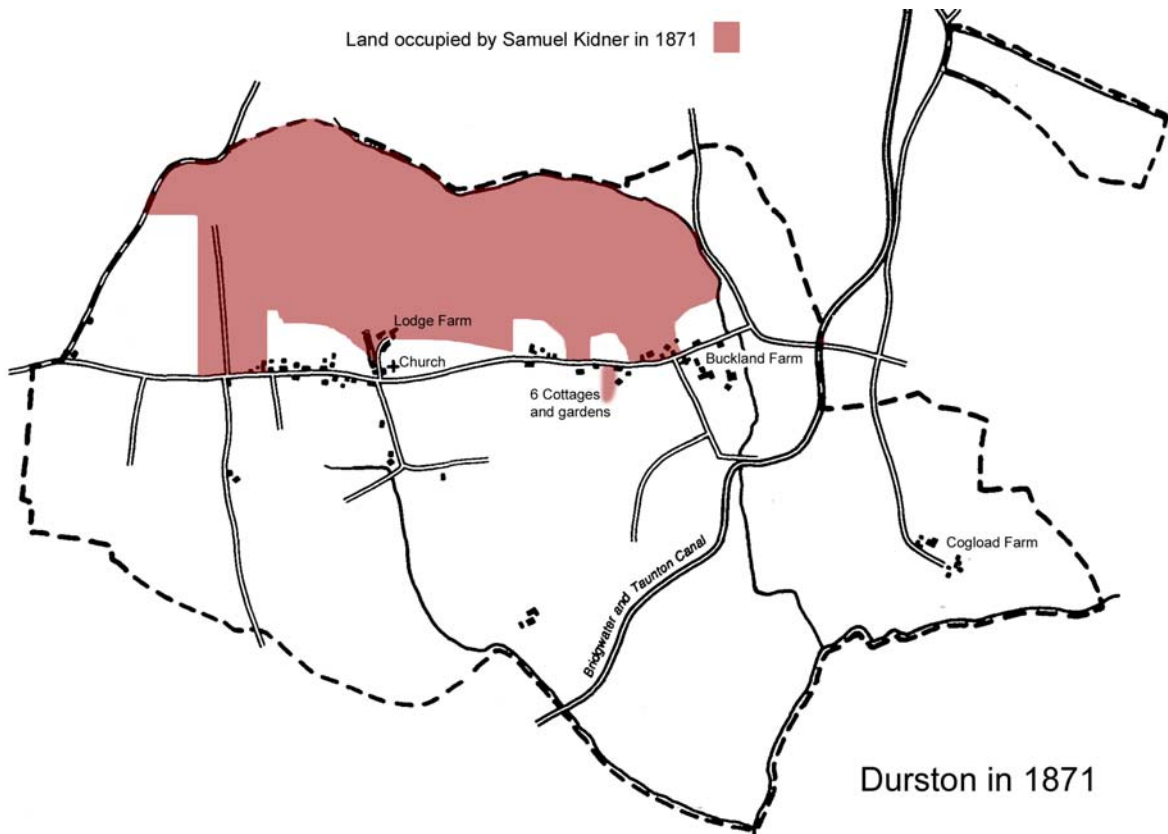 Land occupied by Samuel Kidner in 1871
Lodge Farm
Church
Buckland Farm
6 Cottages
and gardens
Bridgwater and Taunton Canal
Cogload Farm
Durston in 1871